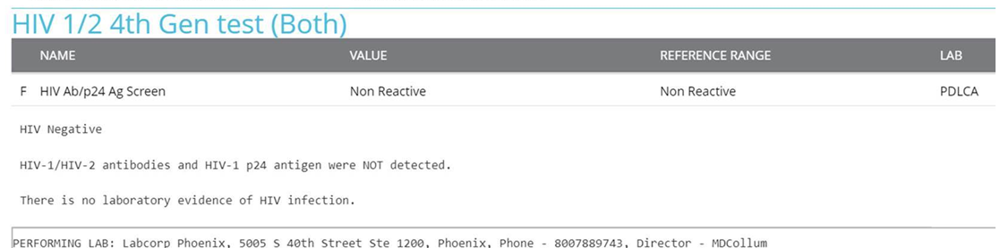 HIV 1/2 4th Gen test (Both)
NAME VALUE REFERENCE RANGE LAB
F HIV Ab/p24 Ag Screen Non Reactive Non Reactive PDLCA
HIV Negative
HIV-1/HIV-2 antibodies and HIV-1 p24 antigen were NOT detected.
There is no laboratory evidence of HIV infection.
PERFORMING LAB: Labcorp Phoenix, 5005 S 40th Street Ste 1200, Phoenix, Phone - 8007889743, Director - MDCollum